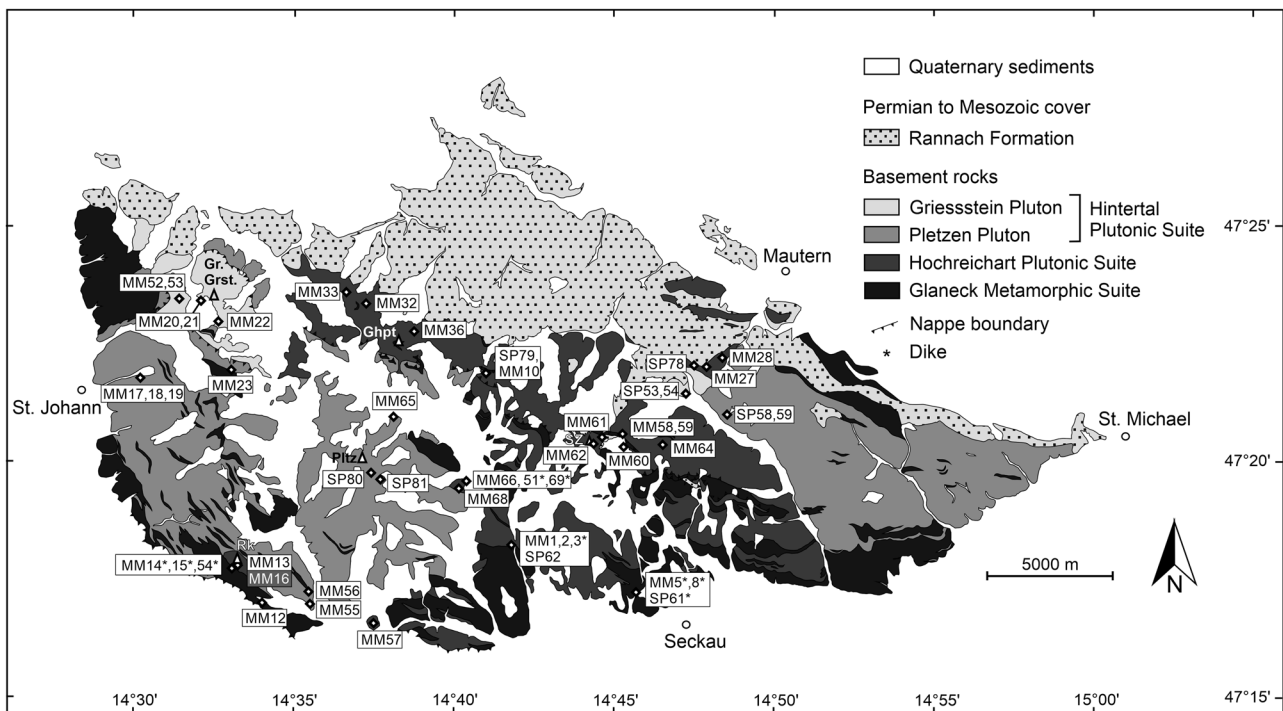 Quaternary sediments
Permian to Mesozoic cover
Rannach Formation
Basement rocks
Griessstein Pluton
Pletzen Pluton
Hintertal
Plutonic Suite
Hochreichart Plutonic Suite
Glaneck Metamorphic Suite
Nappe boundary
* Dike
47°25'
47°20'
47°15'
Mautern
Gr.
Grst.
MM52,53
MM20,21
MM22
MM23
MM33
MM32
Ghpt
MM36
SP79,
MM10
SP78
MM28
MM27
SP53,54
SP58,59
St. Michael
St. Johann
MM17,18,19
MM65
MM61
MM58,59
SZ
MM62
MM60
MM64
Pltz
SP80
SP81
MM66, 51*,69*
MM68
Rk
MM14*,15*,54*
MM13
MM16
MM12
MM56
MM55
MM57
MM1,2,3*
SP62
MM5*,8*
SP61*
Seckau
5000 m
N
14°30'
14°35'
14°40'
14°45'
14°50'
14°55'
15°00'